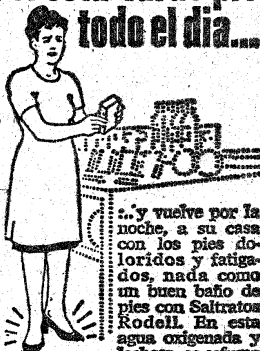 todo el día...
...y vuelve por la
noche, a su casa
con los pies do-
loridos y fatiga-
dos, nada como
un buen baño de
pies con Saltratos
Rodell. En esta
agua oxigenada y